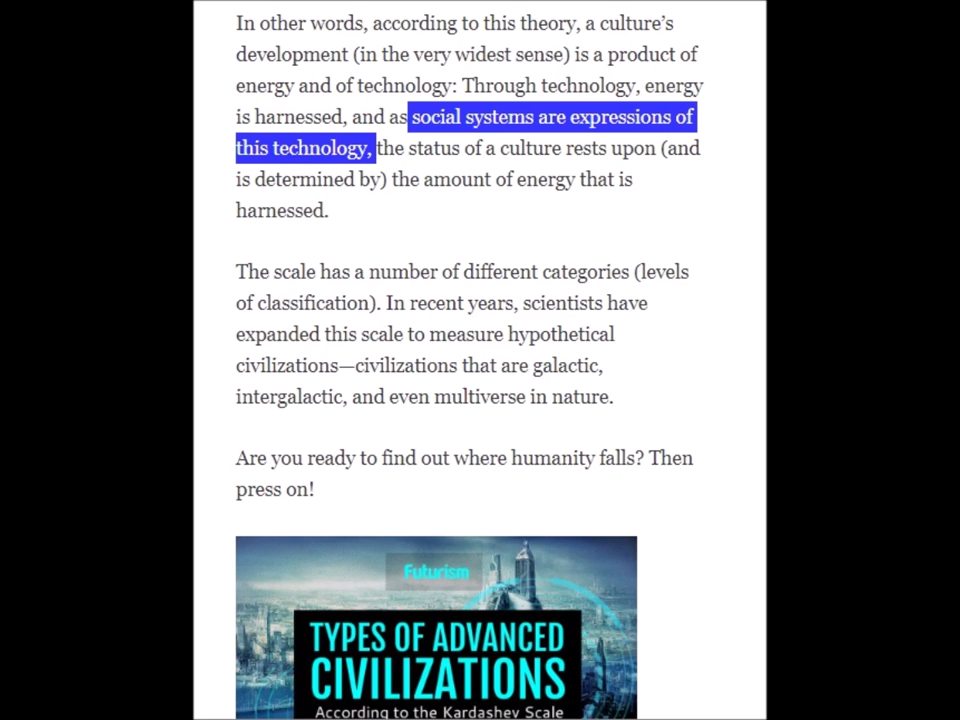 In other words, according to this theory, a culture’s
development (in the very widest sense) is a product of
energy and of technology: Through technology, energy
is harnessed, and as social systems are expressions of
this technology, the status of a culture rests upon (and
is determined by) the amount of energy that is
harnessed.
The scale has a number of different categories (levels
of classification). In recent years, scientists have
expanded this scale to measure hypothetical
civilizations—civilizations that are galactic,
intergalactic, and even multiverse in nature.
Are you ready to find out where humanity falls? Then
press on!
Futurism
TYPES OF ADVANCED
CIVILIZATIONS
According to the Kardashev Scale